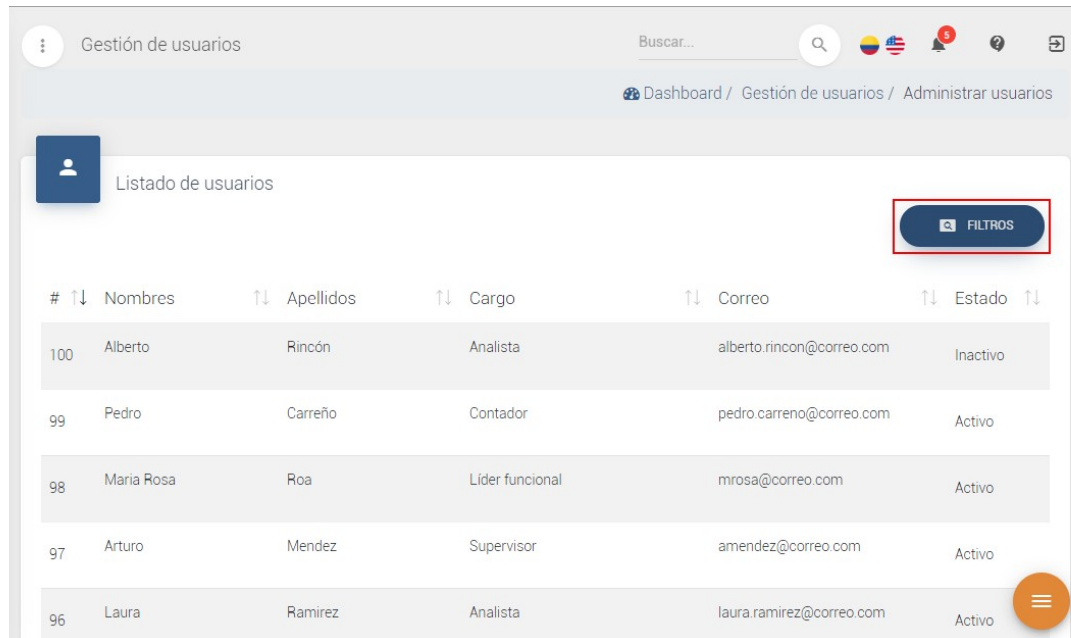 Gestión de usuarios Buscar... 5
Dashboard / Gestión de usuarios / Administrar usuarios
Listado de usuarios
FILTROS
# Nombres Apellidos Cargo Correo Estado
100 Alberto Rincón Analista alberto.rincon@correo.com Inactivo
99 Pedro Carreño Contador pedro.carreno@correo.com Activo
98 Maria Rosa Roa Líder funcional mrosa@correo.com Activo
97 Arturo Mendez Supervisor amendez@correo.com Activo
96 Laura Ramirez Analista laura.ramirez@correo.com Activo